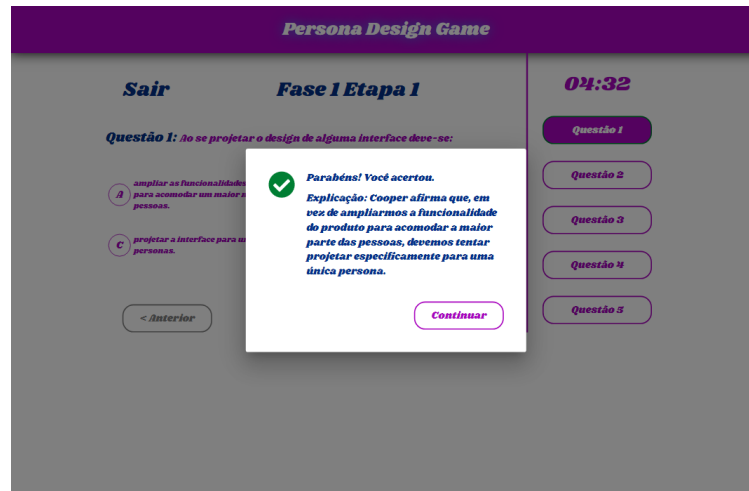 Persona Design Game
Sair
Fase 1 Etapa 1
04:32
Questão 1: Ao se projetar o design de alguma interface deve-se:
A
ampliar as funcionalidades
para acomodar um maior n
pessoas.
C
projetar a interface para u
personas.
< Anterior
Parabéns! Você acertou.
Explicação: Cooper afirma que, em
vez de ampliarmos a funcionalidade
do produto para acomodar a maior
parte das pessoas, devemos tentar
projetar especificamente para uma
única persona.
Continuar
Questão 1
Questão 2
Questão 3
Questão 4
Questão 5